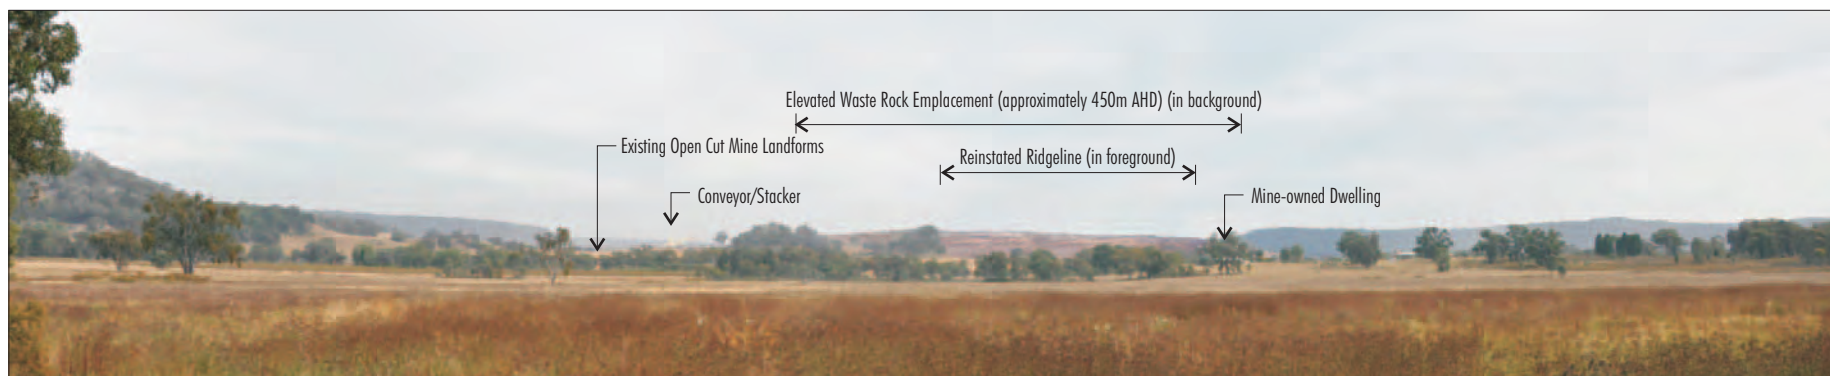 Elevated Waste Rock Emplacement (approximately 450m AHD) (in background)
Existing Open Cut Mine Landforms
Reinstated Ridgeline (in foreground)
Conveyor/Stacker
Mine-owned Dwelling